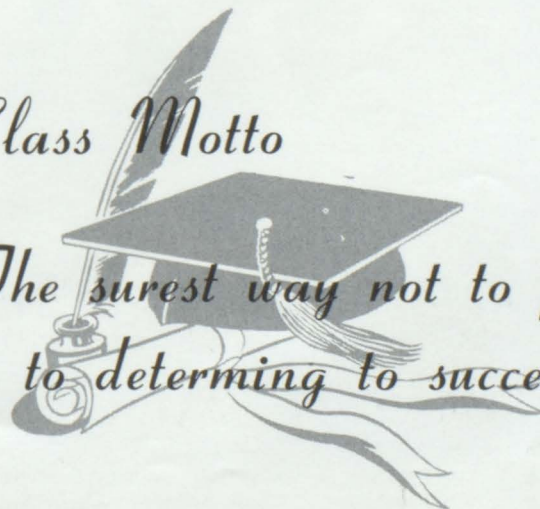 lass Motto
The surest way not to
to determing to succe